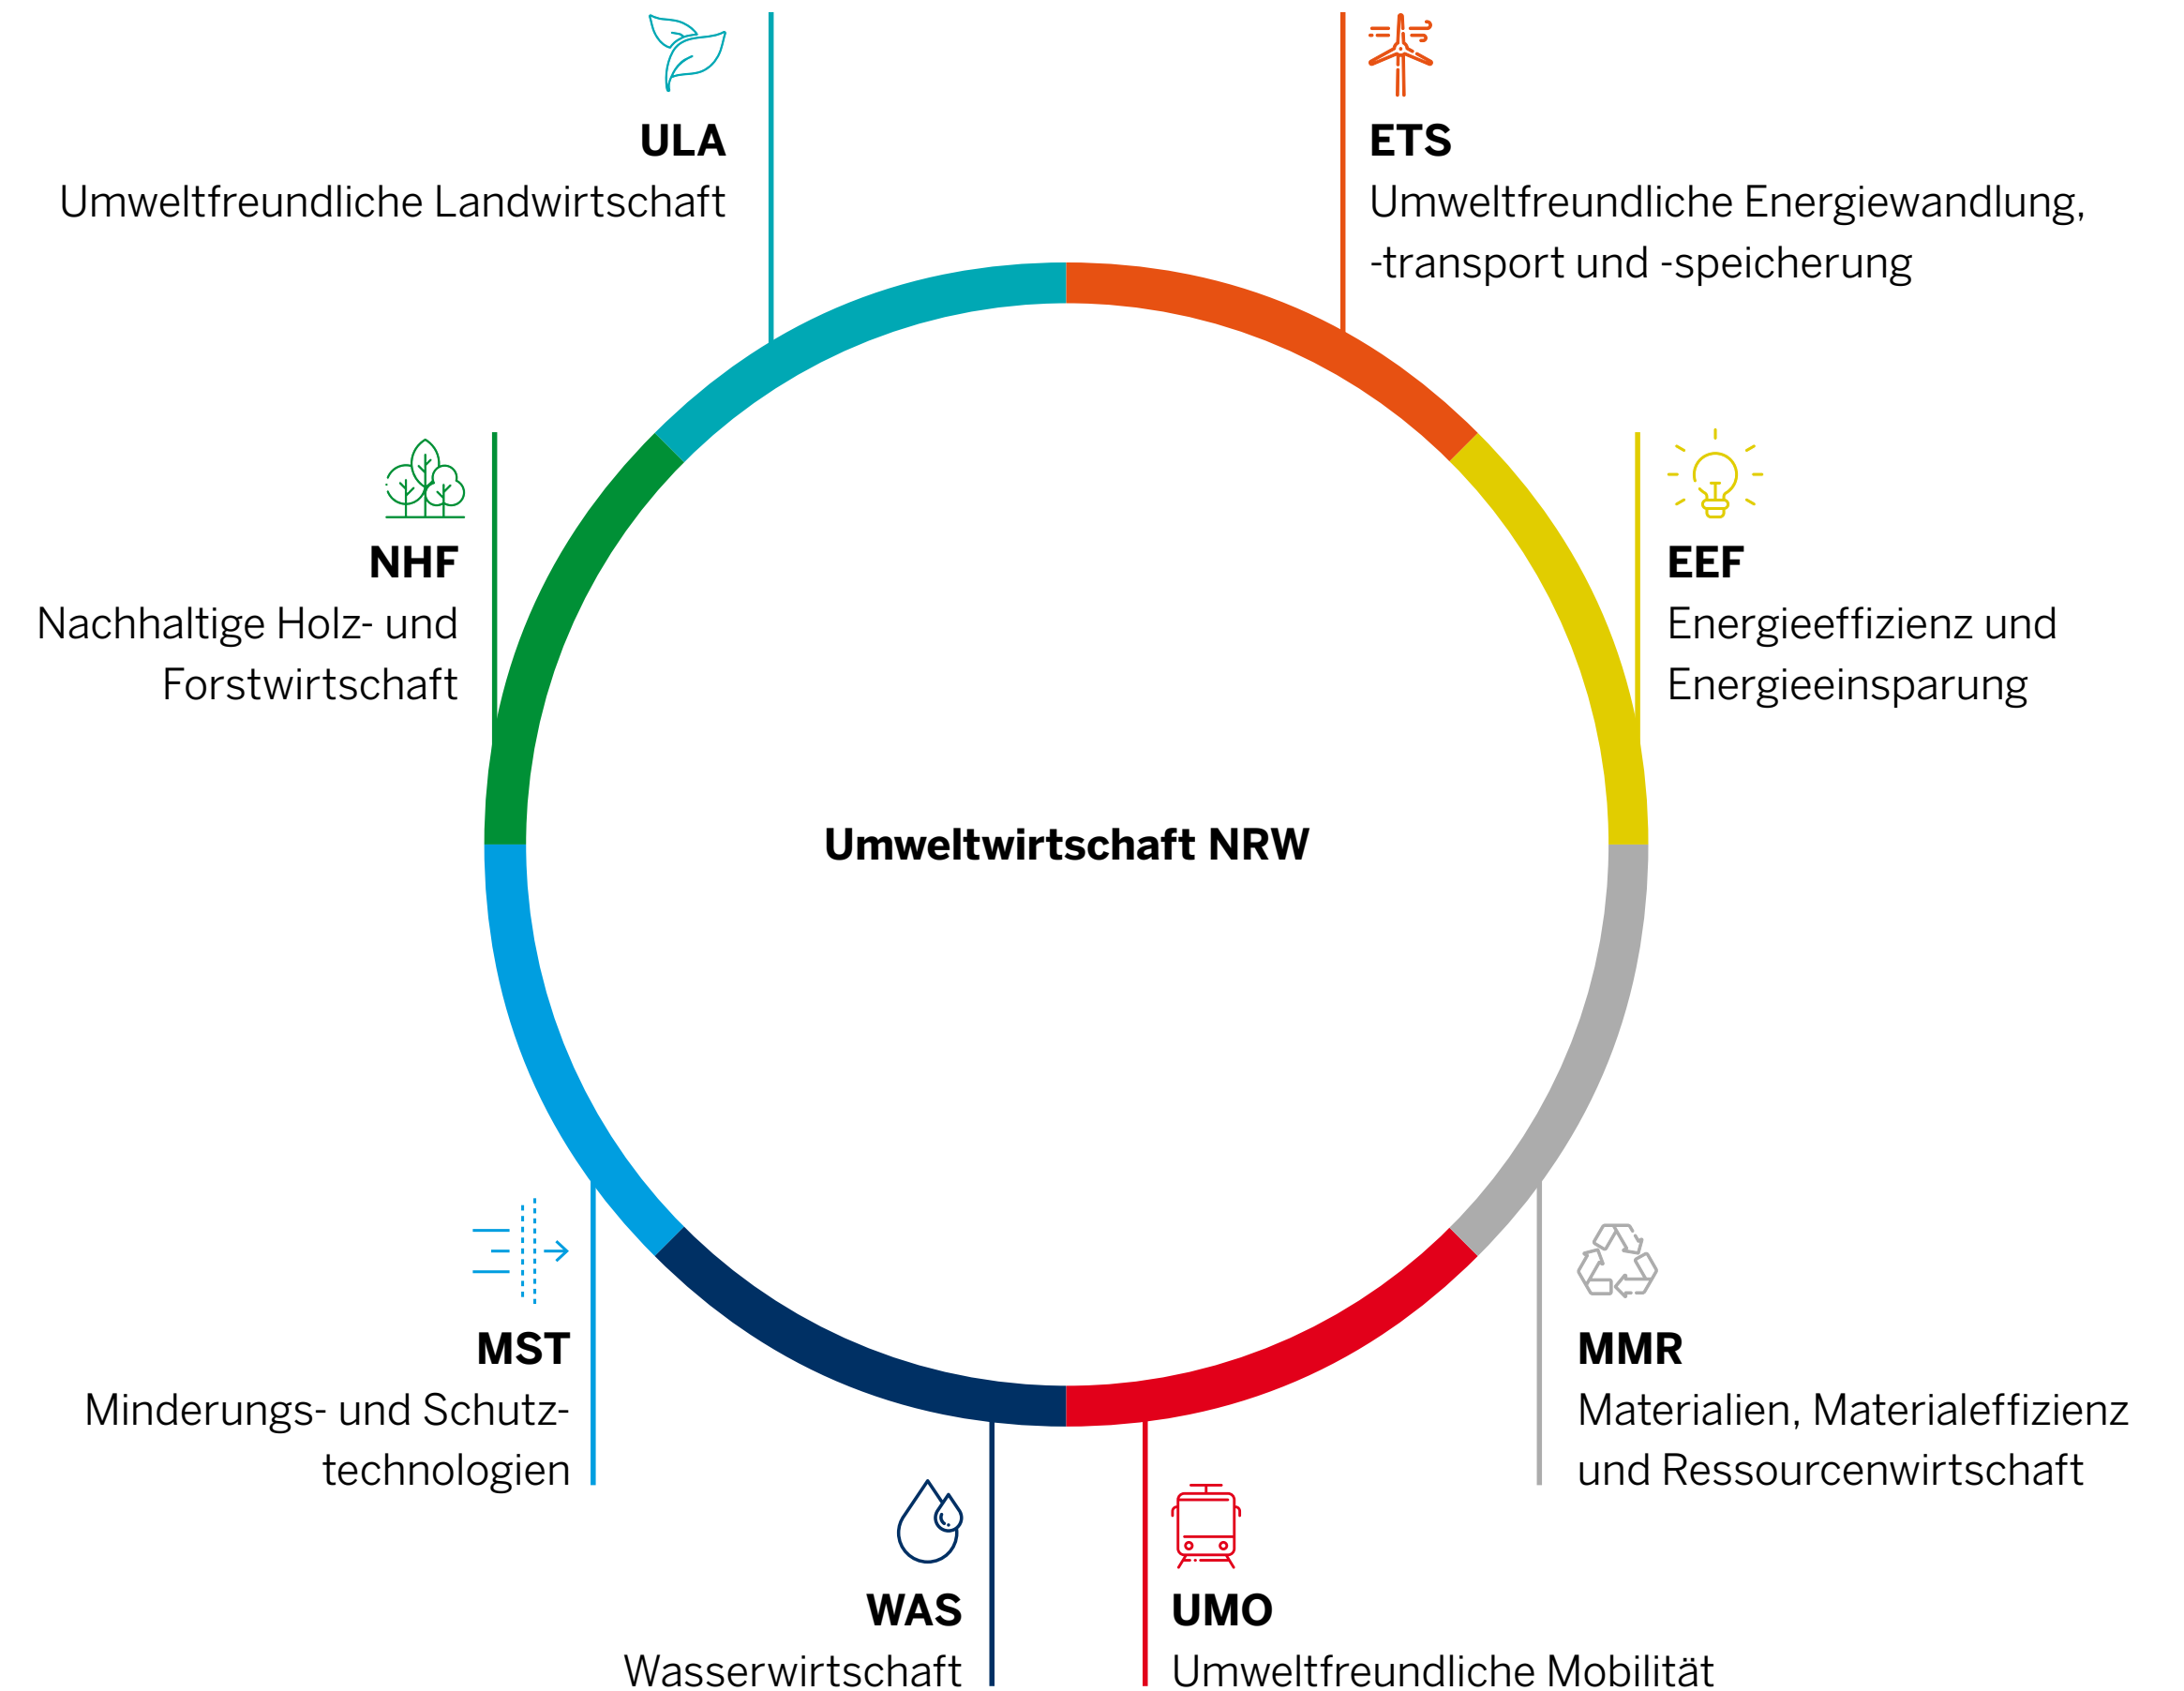 ULA
Umweltfreundliche Landwirtschaft
ETS
Umweltfreundliche Energiewandlung,
-transport und -speicherung
NHF
Nachhaltige Holz- und
Forstwirtschaft
EEF
Energieeffizienz und
Energieeinsparung
Umweltwirtschaft NRW
MST
Minderungs- und Schutz-
technologien
MMR
Materialien, Materialeffizienz
und Ressourcenwirtschaft
WAS
Wasserwirtschaft
UMO
Umweltfreundliche Mobilität